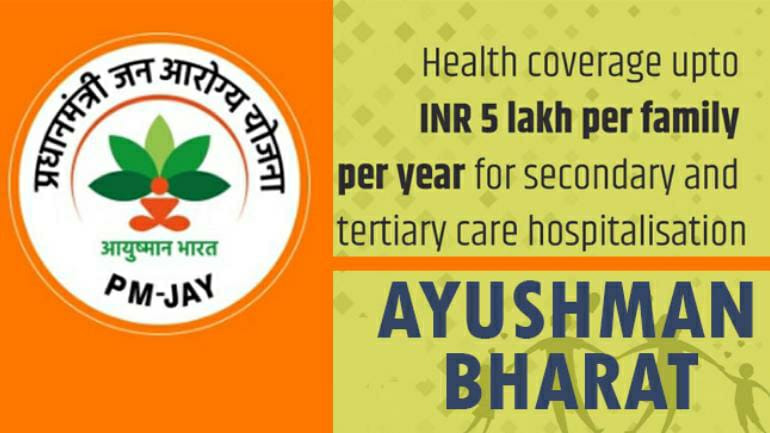 प्रधानमंत्री जन आरोग्य योजना
आयुष्मान भारत
PM-JAY
Health coverage upto
INR 5 lakh per family
per year for secondary and
tertiary care hospitalisation
AYUSHMAN
BHARAT